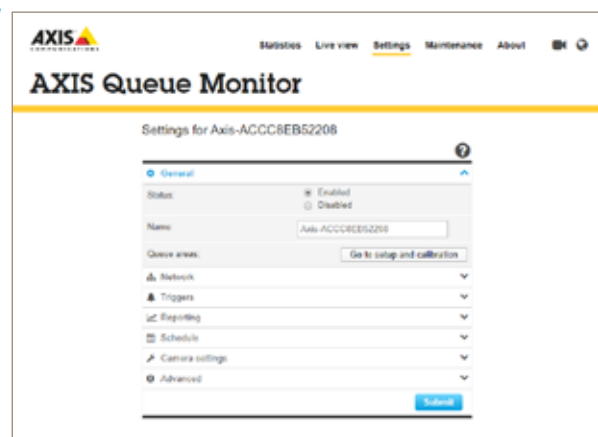 AXIS
COMMUNICATIONS
Statistics Live view Settings Maintenance About
AXIS Queue Monitor
Settings for Axis-ACCC8EB52208
General
Status: Enabled
Disabled
Name: Axis-ACCC8EB52208
Queue areas: Go to setup and calibration
Network
Triggers
Reporting
Schedule
Camera settings
Advanced
Submit